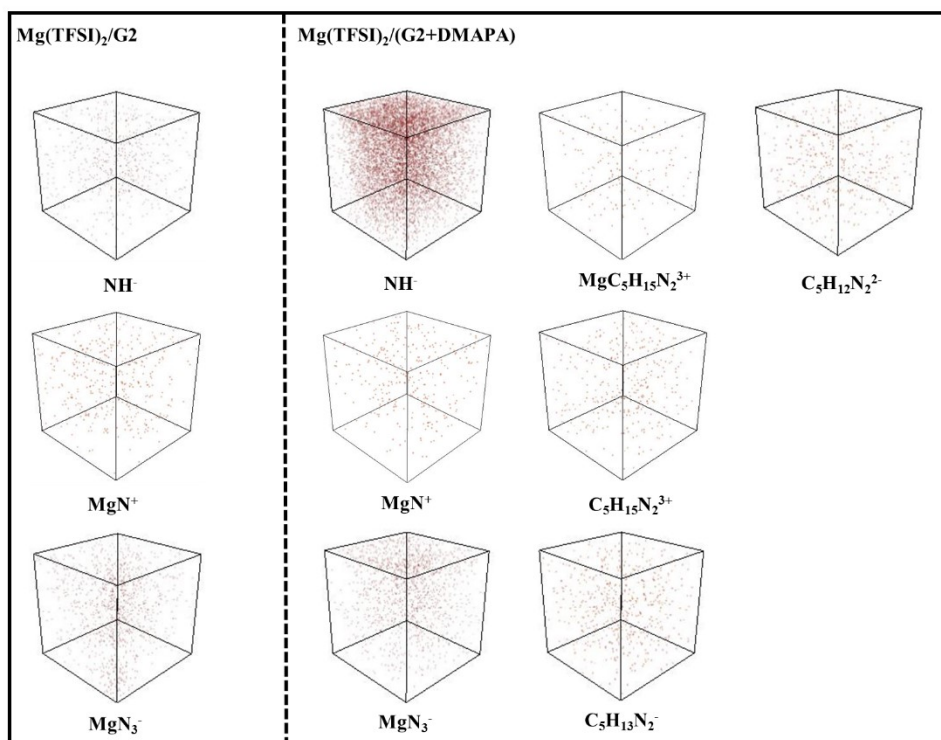 Mg(TFSI)₂/G2
Mg(TFSI)₂/(G2+DMAPA)
NH⁻
NH⁻
MgC₅H₁₅N₂³⁺
C₅H₁₂N₂²⁻
MgN⁺
MgN⁺
C₅H₁₅N₂³⁺
MgN₃⁻
MgN₃⁻
C₅H₁₃N₂⁻